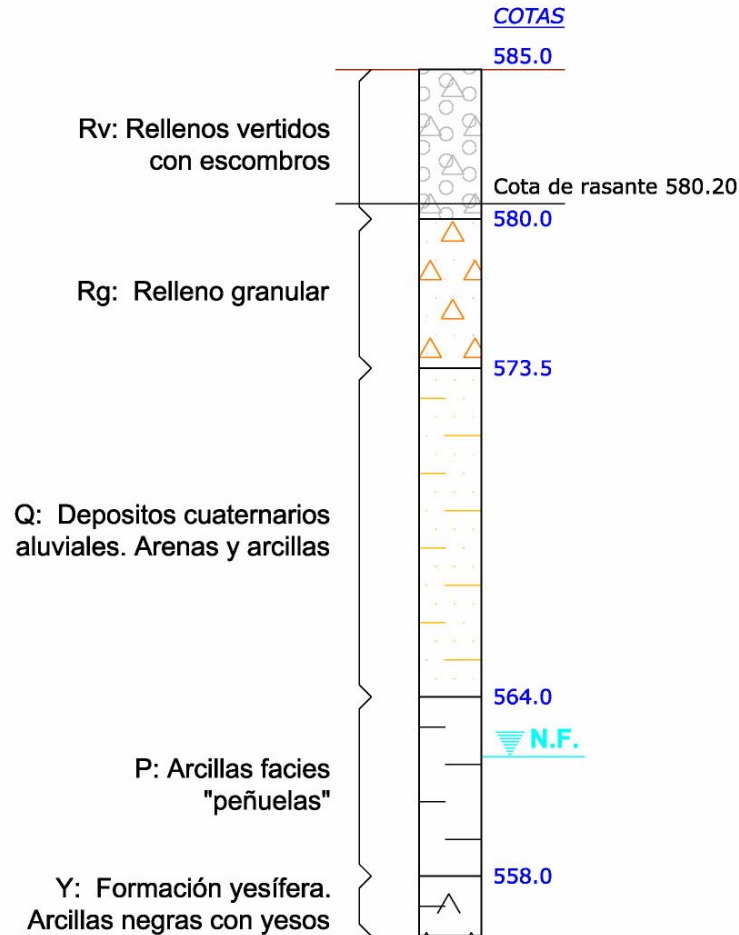 COTAS
585.0
Rv: Rellenos vertidos
con escombros
Cota de rasante 580.20
580.0
Rg: Relleno granular
573.5
Q: Depositos cuaternarios
aluviales. Arenas y arcillas
564.0
N.F.
P: Arcillas facies
"peñuelas"
558.0
Y: Formación yesífera.
Arcillas negras con yesos